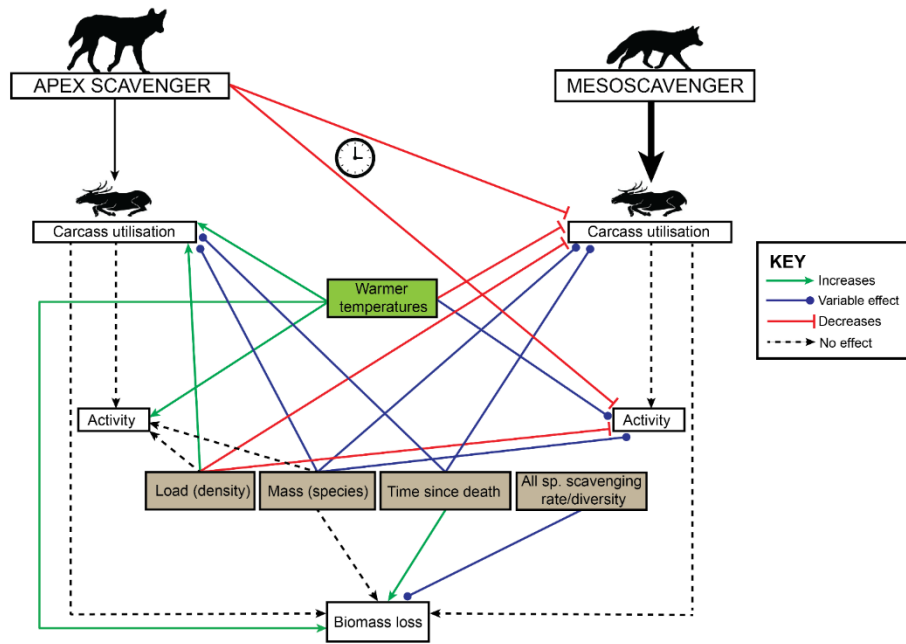 APEX SCAVENGER
MESOSCAVENGER
Carcass utilisation
Carcass utilisation
KEY
Increases
Variable effect
Decreases
No effect
Warmer
temperatures
Activity
Activity
Load (density)
Mass (species)
Time since death
All sp. scavenging
rate/diversity
Biomass loss